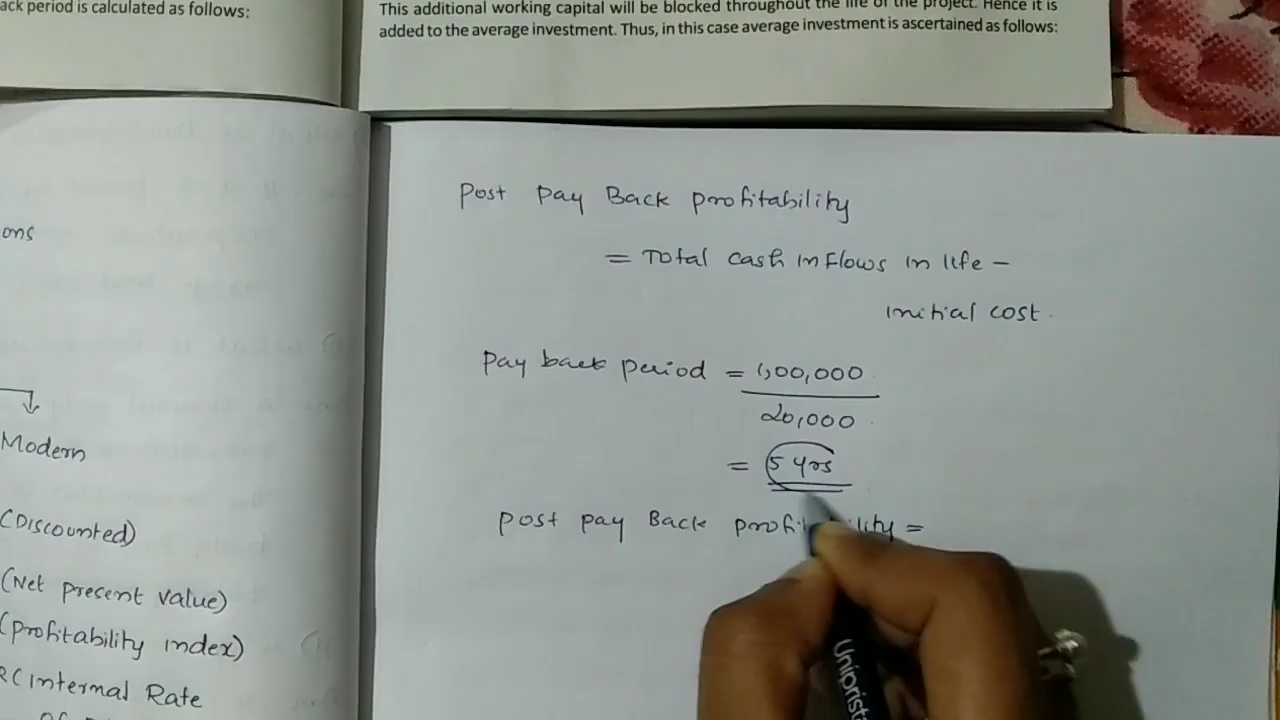 ack period is calculated as follows:
This additional working capital will be blocked throughout the life of the project. Hence it is
added to the average investment. Thus, in this case average investment is ascertained as follows:
ons
Modern
(Discounted)
(Net present value)
(profitability index)
R(Internal Rate
Post Pay Back profitability
= Total cash inflows in life -
initial cost.
Pay back period = 1,00,000
20,000
= 5 yrs
Post pay Back profitability =
Uniprista